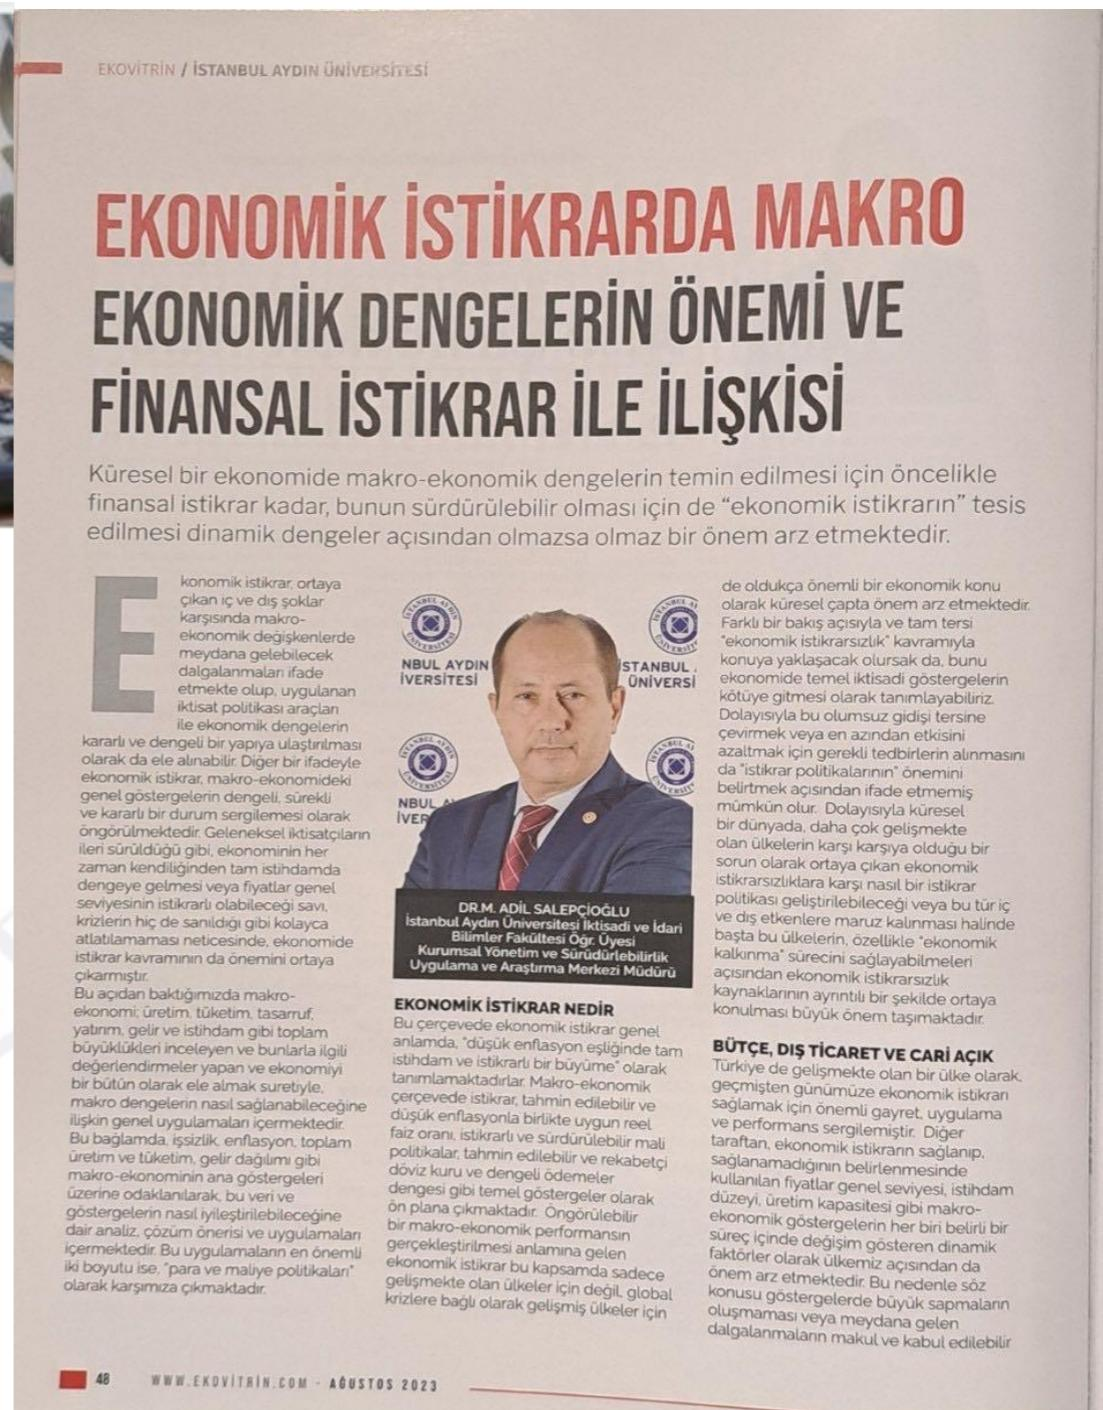 EKOVİTRİN / İSTANBUL AYDIN ÜNİVERSİTESİ
EKONOMİK İSTİKRARDA MAKRO
EKONOMİK DENGELERİN ÖNEMİ VE
FİNANSAL İSTİKRAR İLE İLİŞKİSİ
Küresel bir ekonomide makro-ekonomik dengelerin temin edilmesi için öncelikle
finansal istikrar kadar, bunun sürdürülebilir olması için de “ekonomik istikrarın” tesis
edilmesi dinamik dengeler açısından olmazsa olmaz bir önem arz etmektedir.
E
konomik istikrar, ortaya
çıkan iç ve dış şoklar
karşısında makro-
ekonomik değişkenlerde
meydana gelebilecek
dalgalanmaları ifade
etmekte olup, uygulanan
iktisat politikası araçları
ile ekonomik dengelerin
kararlı ve dengeli bir yapıya ulaştırılması
olarak da ele alınabilir. Diğer bir ifadeyle
ekonomik istikrar, makro-ekonomideki
genel göstergelerin dengeli, sürekli
ve kararlı bir durum sergilemesi olarak
öngörülmektedir. Geleneksel iktisatçıların
ileri sürüldüğü gibi, ekonominin her
zaman kendiliğinden tam istihdamda
dengeye gelmesi veya fiyatlar genel
seviyesinin istikrarlı olabileceği savı,
krizlerin hiç de sanıldığı gibi kolayca
atlatılamaması neticesinde, ekonomide
istikrar kavramının da önemini ortaya
çıkarmıştır.
Bu açıdan baktığımızda makro-
ekonomi; üretim, tüketim, tasarruf,
yatırım, gelir ve istihdam gibi toplam
büyüklükleri inceleyen ve bunlarla ilgili
değerlendirmeler yapan ve ekonomiyi
bir bütün olarak ele almak suretiyle,
makro dengelerin nasıl sağlanabileceğine
ilişkin genel uygulamaları içermektedir.
Bu bağlamda, işsizlik, enflasyon, toplam
üretim ve tüketim, gelir dağılımı gibi
makro-ekonominin ana göstergeleri
üzerine odaklanılarak, bu veri ve
göstergelerin nasıl iyileştirilebileceğine
dair analiz, çözüm önerisi ve uygulamaları
içermektedir. Bu uygulamaların en önemli
iki boyutu ise, "para ve maliye politikaları"
olarak karşımıza çıkmaktadır.
NBUL AYDIN
İVERSİTESİ
STANBUL
ÜNİVERSİ
NBUL A
İVER
DR.M. ADİL SALEPÇİOĞLU
İstanbul Aydın Üniversitesi İktisadi ve İdari
Bilimler Fakültesi Öğr. Üyesi
Kurumsal Yönetim ve Sürüdürlebilirlik
Uygulama ve Araştırma Merkezi Müdürü
EKONOMİK İSTİKRAR NEDİR
Bu çerçevede ekonomik istikrar genel
anlamda, "düşük enflasyon eşliğinde tam
istihdam ve istikrarlı bir büyüme" olarak
tanımlamaktadırlar. Makro-ekonomik
çerçevede istikrar, tahmin edilebilir ve
düşük enflasyonla birlikte uygun reel
faiz oranı, istikrarlı ve sürdürülebilir mali
politikalar, tahmin edilebilir ve rekabetçi
döviz kuru ve dengeli ödemeler
dengesi gibi temel göstergeler olarak
ön plana çıkmaktadır. Öngörülebilir
bir makro-ekonomik performansın
gerçekleştirilmesi anlamına gelen
ekonomik istikrar bu kapsamda sadece
gelişmekte olan ülkeler için değil, global
krizlere bağlı olarak gelişmiş ülkeler için
de oldukça önemli bir ekonomik konu
olarak küresel çapta önem arz etmektedir.
Farklı bir bakış açısıyla ve tam tersi
"ekonomik istikrarsızlık" kavramıyla
konuya yaklaşacak olursak da, bunu
ekonomide temel iktisadi göstergelerin
kötüye gitmesi olarak tanımlayabiliriz.
Dolayısıyla bu olumsuz gidişi tersine
çevirmek veya en azından etkisini
azaltmak için gerekli tedbirlerin alınmasını
da "istikrar politikalarının" önemini
belirtmek açısından ifade etmemiş
mümkün olur. Dolayısıyla küresel
bir dünyada, daha çok gelişmekte
olan ülkelerin karşı karşıya olduğu bir
sorun olarak ortaya çıkan ekonomik
istikrarsızlıklara karşı nasıl bir istikrar
politikası geliştirilebileceği veya bu tür iç
ve dış etkenlere maruz kalınması halinde
başta bu ülkelerin, özellikle "ekonomik
kalkınma" sürecini sağlayabilmeleri
açısından ekonomik istikrarsızlık
kaynaklarının ayrıntılı bir şekilde ortaya
konulması büyük önem taşımaktadır.
BÜTÇE, DIŞ TİCARET VE CARİ AÇIK
Türkiye de gelişmekte olan bir ülke olarak,
geçmişten günümüze ekonomik istikrarı
sağlamak için önemli gayret, uygulama
ve performans sergilemiştir. Diğer
taraftan, ekonomik istikrarın sağlanıp,
sağlanamadığının belirlenmesinde
kullanılan fiyatlar genel seviyesi, istihdam
düzeyi, üretim kapasitesi gibi makro-
ekonomik göstergelerin her biri belirli bir
süreç içinde değişim gösteren dinamik
faktörler olarak ülkemiz açısından da
önem arz etmektedir. Bu nedenle söz
konusu göstergelerde büyük sapmaların
oluşmaması veya meydana gelen
dalgalanmaların makul ve kabul edilebilir
48 WWW.EKOVİTRİN.COM - AĞUSTOS 2023